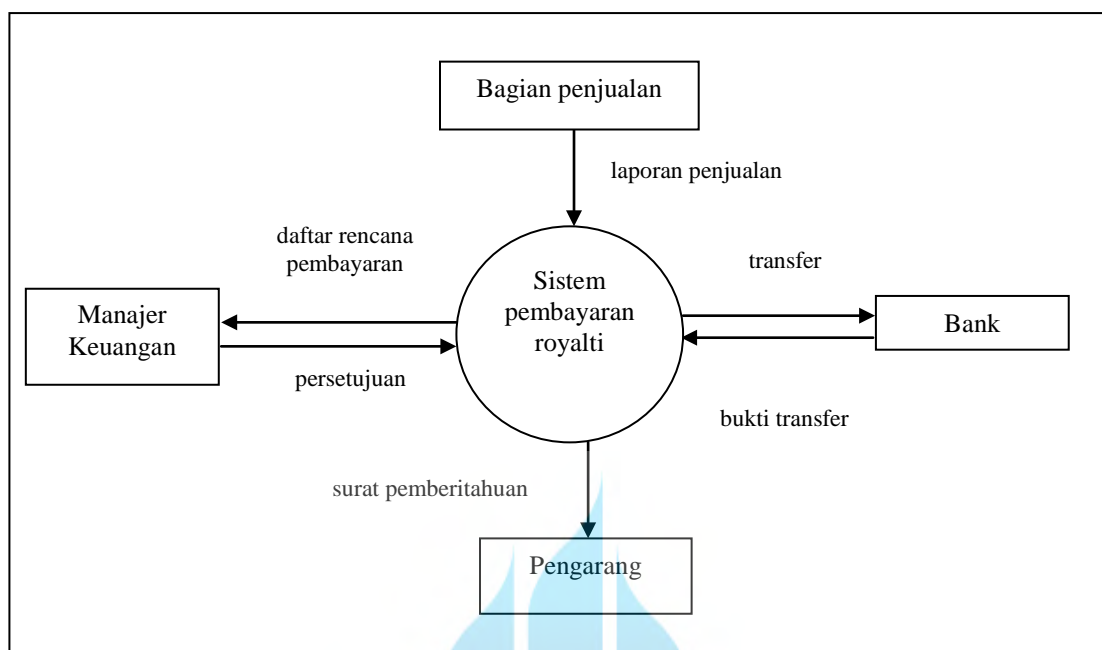 Bagian penjualan
laporan penjualan
daftar rencana
pembayaran
Sistem
pembayaran
royalti
transfer
Manajer
Keuangan
Bank
persetujuan
bukti transfer
surat pemberitahuan
Pengarang